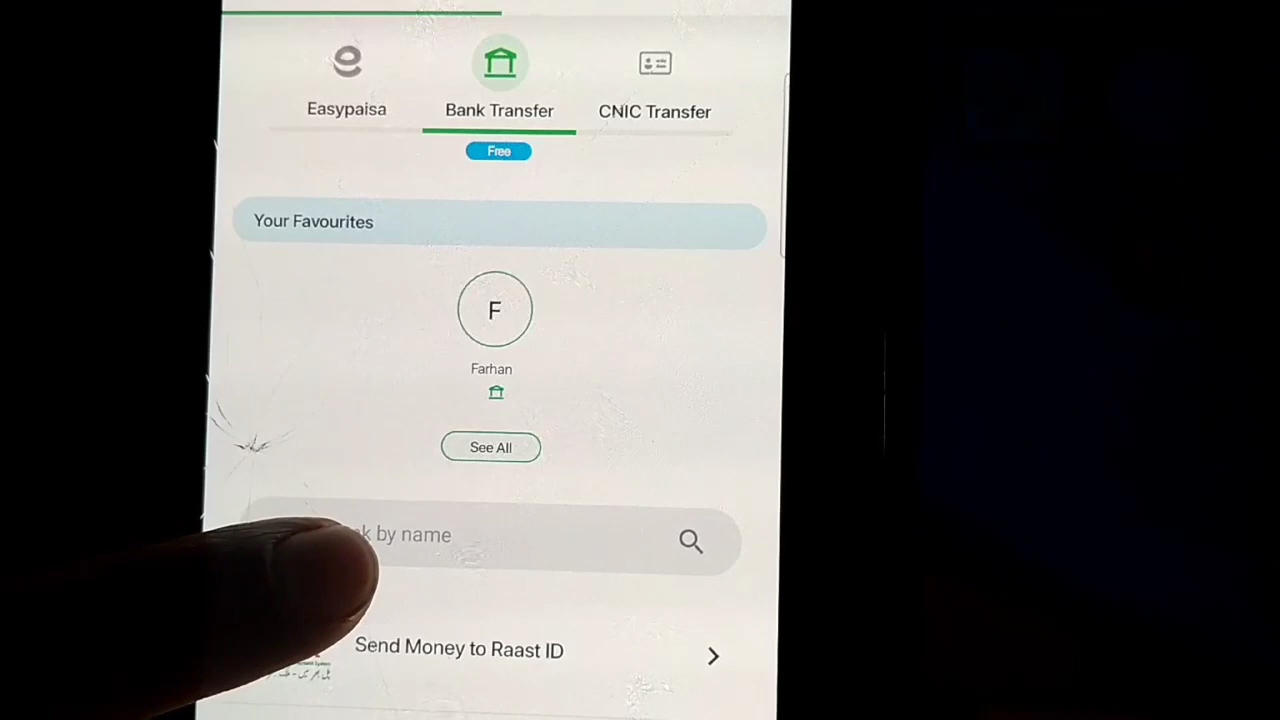 Easypaisa
Bank Transfer
CNIC Transfer
Free
Your Favourites
F
Farhan
See All
by name
Send Money to Raast ID